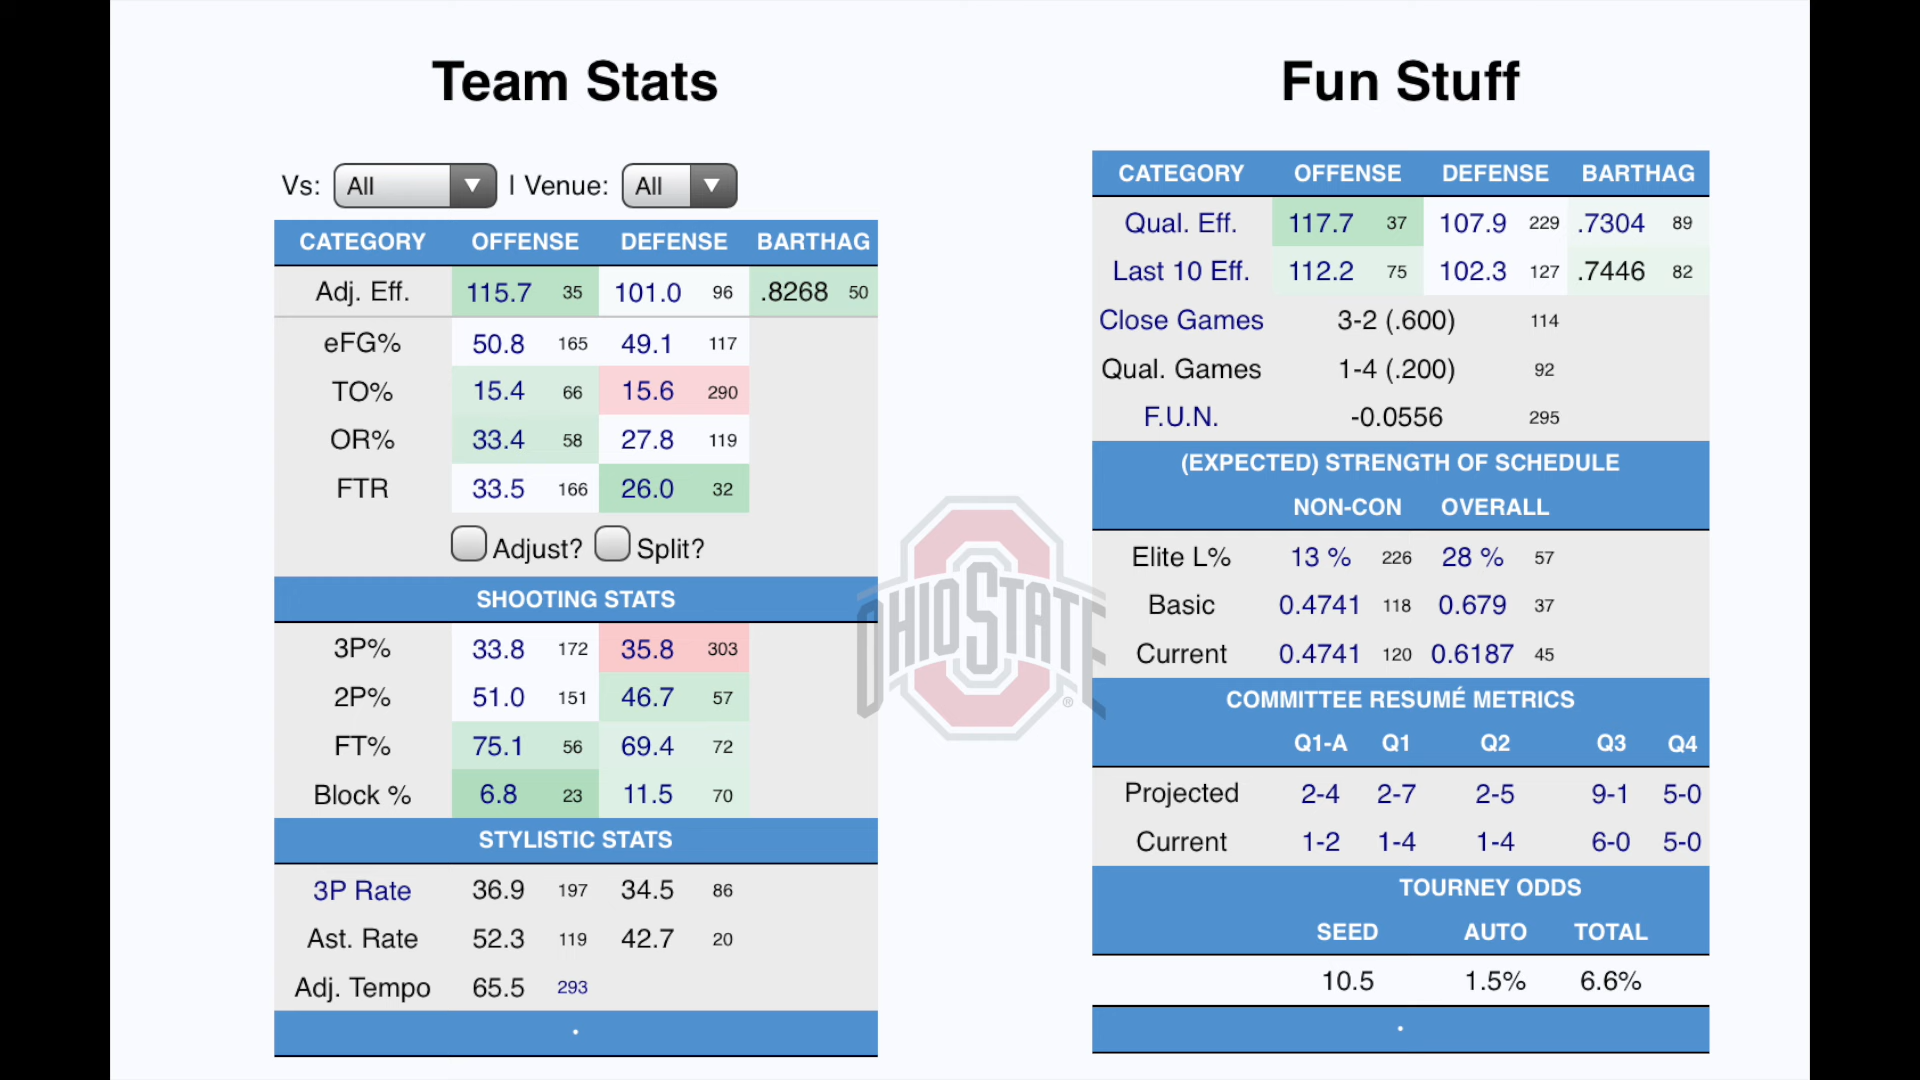 Team Stats
Vs: All | Venue: All
CATEGORY OFFENSE DEFENSE BARTHAG
Adj. Eff. 115.7 35 101.0 96 .8268 50
eFG% 50.8 165 49.1 117
TO% 15.4 66 15.6 290
OR% 33.4 58 27.8 119
FTR 33.5 166 26.0 32
Adjust? Split?
SHOOTING STATS
3P% 33.8 172 35.8 303
2P% 51.0 151 46.7 57
FT% 75.1 56 69.4 72
Block % 6.8 23 11.5 70
STYLISTIC STATS
3P Rate 36.9 197 34.5 86
Ast. Rate 52.3 119 42.7 20
Adj. Tempo 65.5 293
OHIO STATE
®
Fun Stuff
CATEGORY OFFENSE DEFENSE BARTHAG
Qual. Eff. 117.7 37 107.9 229 .7304 89
Last 10 Eff. 112.2 75 102.3 127 .7446 82
Close Games 3-2 (.600) 114
Qual. Games 1-4 (.200) 92
F.U.N. -0.0556 295
(EXPECTED) STRENGTH OF SCHEDULE
NON-CON OVERALL
Elite L% 13 % 226 28 % 57
Basic 0.4741 118 0.679 37
Current 0.4741 120 0.6187 45
COMMITTEE RESUMÉ METRICS
Q1-A Q1 Q2 Q3 Q4
Projected 2-4 2-7 2-5 9-1 5-0
Current 1-2 1-4 1-4 6-0 5-0
TOURNEY ODDS
SEED AUTO TOTAL
10.5 1.5% 6.6%